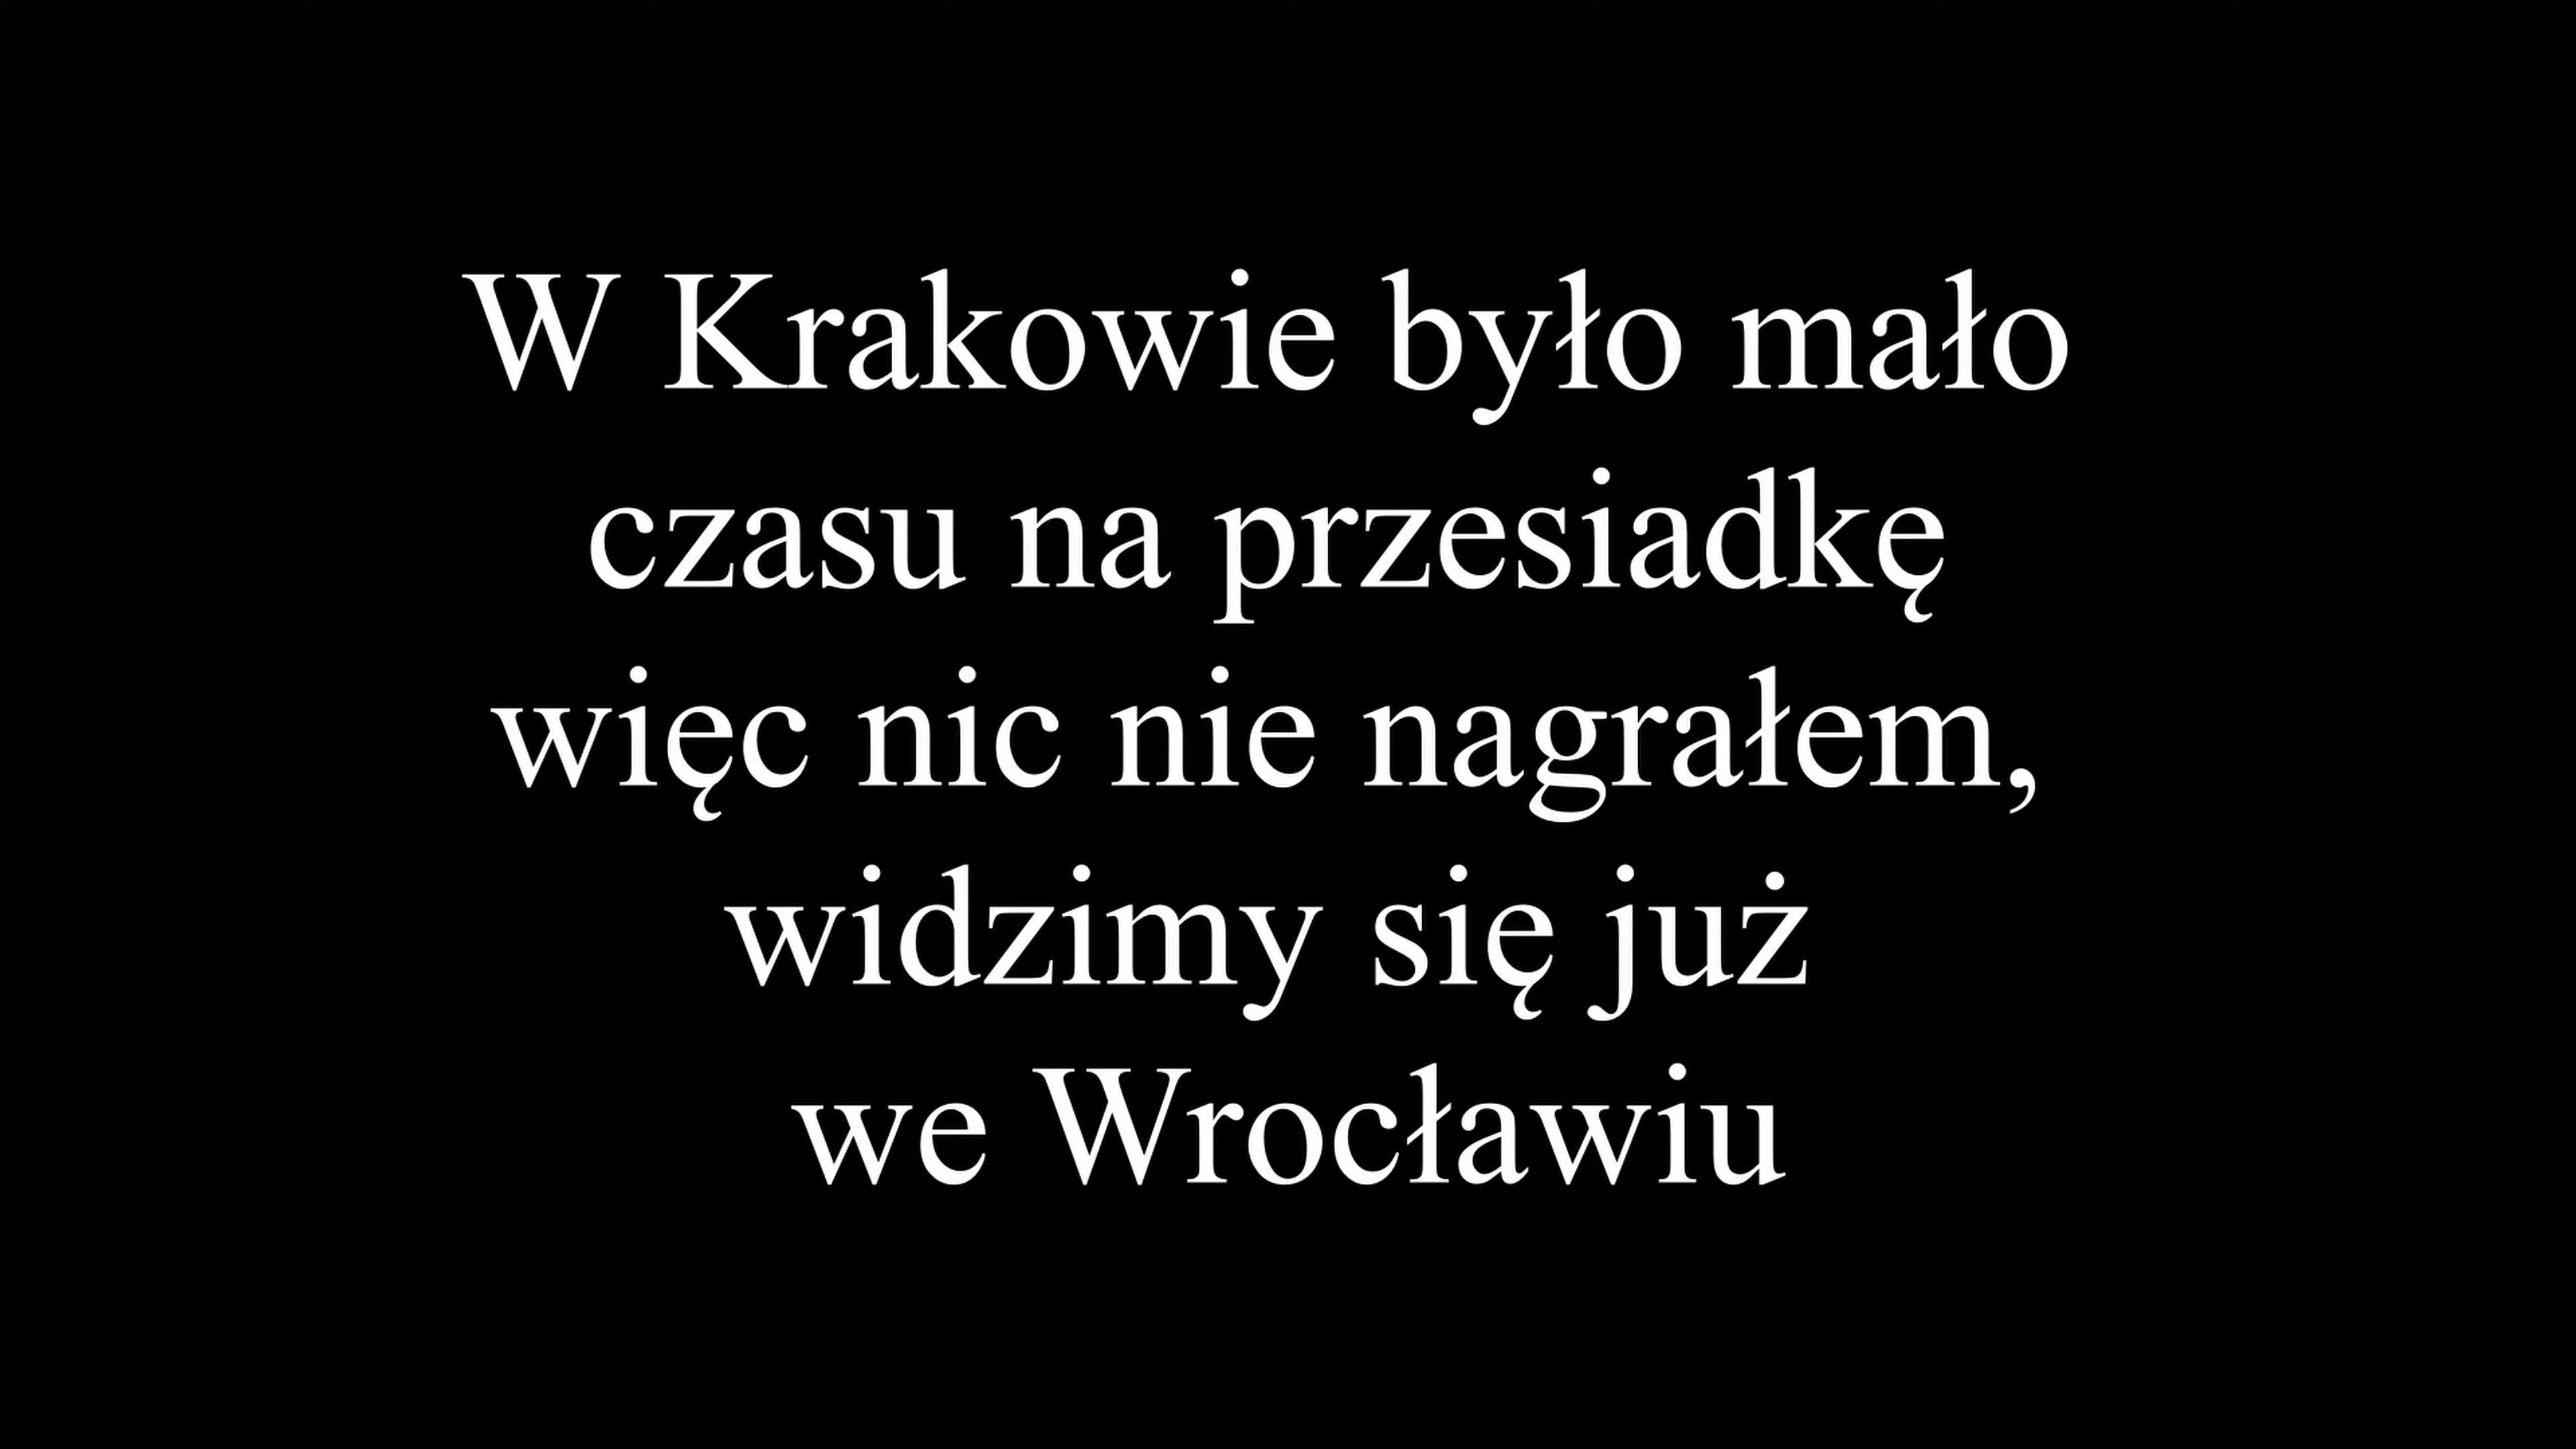 W Krakowie było mało
czasu na przesiadkę
więc nic nie nagrałem,
widzimy się już
we Wrocławiu